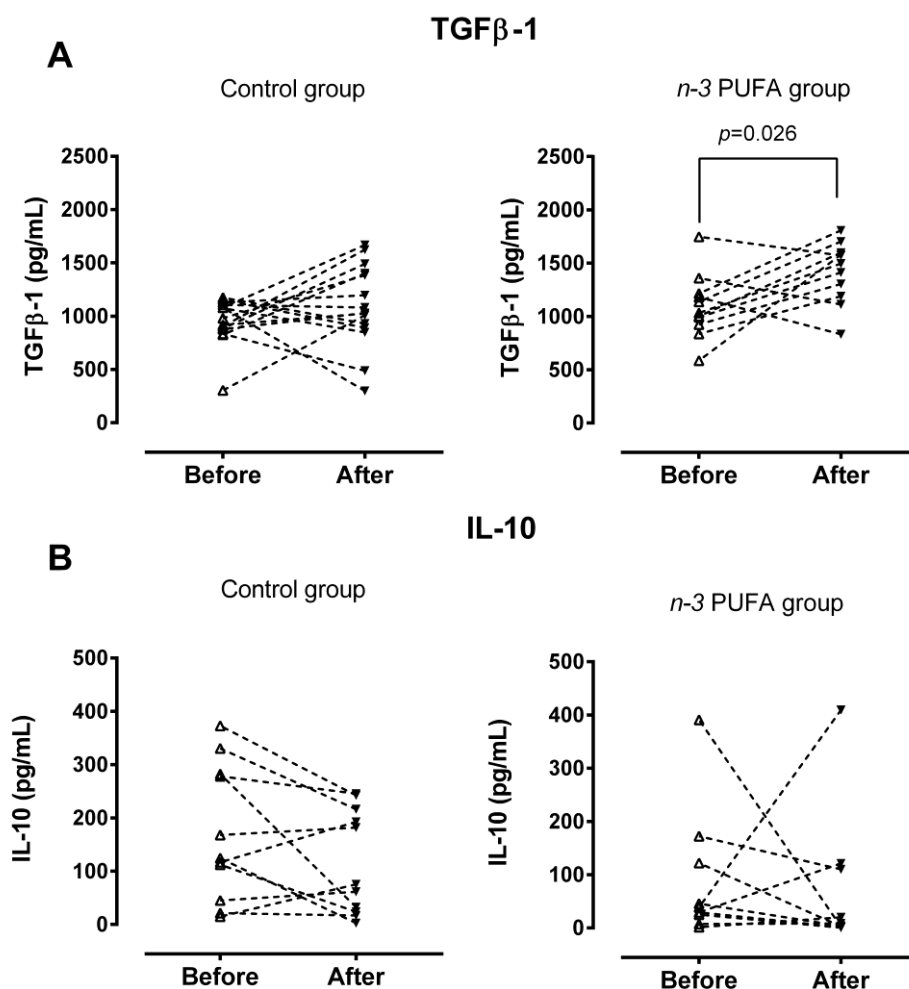 TGFβ-1
A
Control group
n-3 PUFA group
p=0.026
TGFβ-1 (pg/mL)
2500
2000
1500
1000
500
0
Before After
TGFβ-1 (pg/mL)
2500
2000
1500
1000
500
0
Before After
IL-10
B
Control group
n-3 PUFA group
IL-10 (pg/mL)
500
400
300
200
100
0
Before After
IL-10 (pg/mL)
500
400
300
200
100
0
Before After